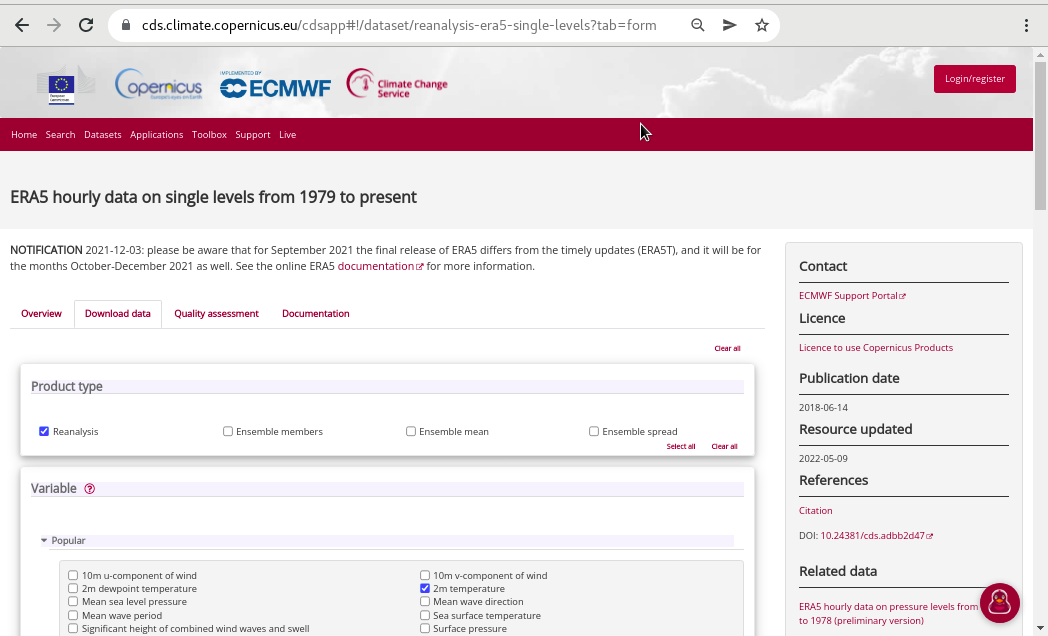 cds.climate.copernicus.eu/cdsapp#!/dataset/reanalysis-era5-single-levels?tab=form
European
Commission
opernicus
Europe's eyes on Earth
IMPLEMENTED BY
ECMWF
Climate Change
Service
Login/register
Home Search Datasets Applications Toolbox Support Live
ERA5 hourly data on single levels from 1979 to present
NOTIFICATION 2021-12-03: please be aware that for September 2021 the final release of ERA5 differs from the timely updates (ERA5T), and it will be for
the months October-December 2021 as well. See the online ERA5 documentation for more information.
Overview Download data Quality assessment Documentation
Clear all
Product type
Reanalysis Ensemble members Ensemble mean Ensemble spread
Select all Clear all
Variable ?
Popular
10m u-component of wind 10m v-component of wind
2m dewpoint temperature 2m temperature
Mean sea level pressure Mean wave direction
Mean wave period Sea surface temperature
Significant height of combined wind waves and swell Surface pressure
Contact
ECMWF Support Portal
Licence
Licence to use Copernicus Products
Publication date
2018-06-14
Resource updated
2022-05-09
References
Citation
DOI: 10.24381/cds.adbb2d47
Related data
ERA5 hourly data on pressure levels from
to 1978 (preliminary version)